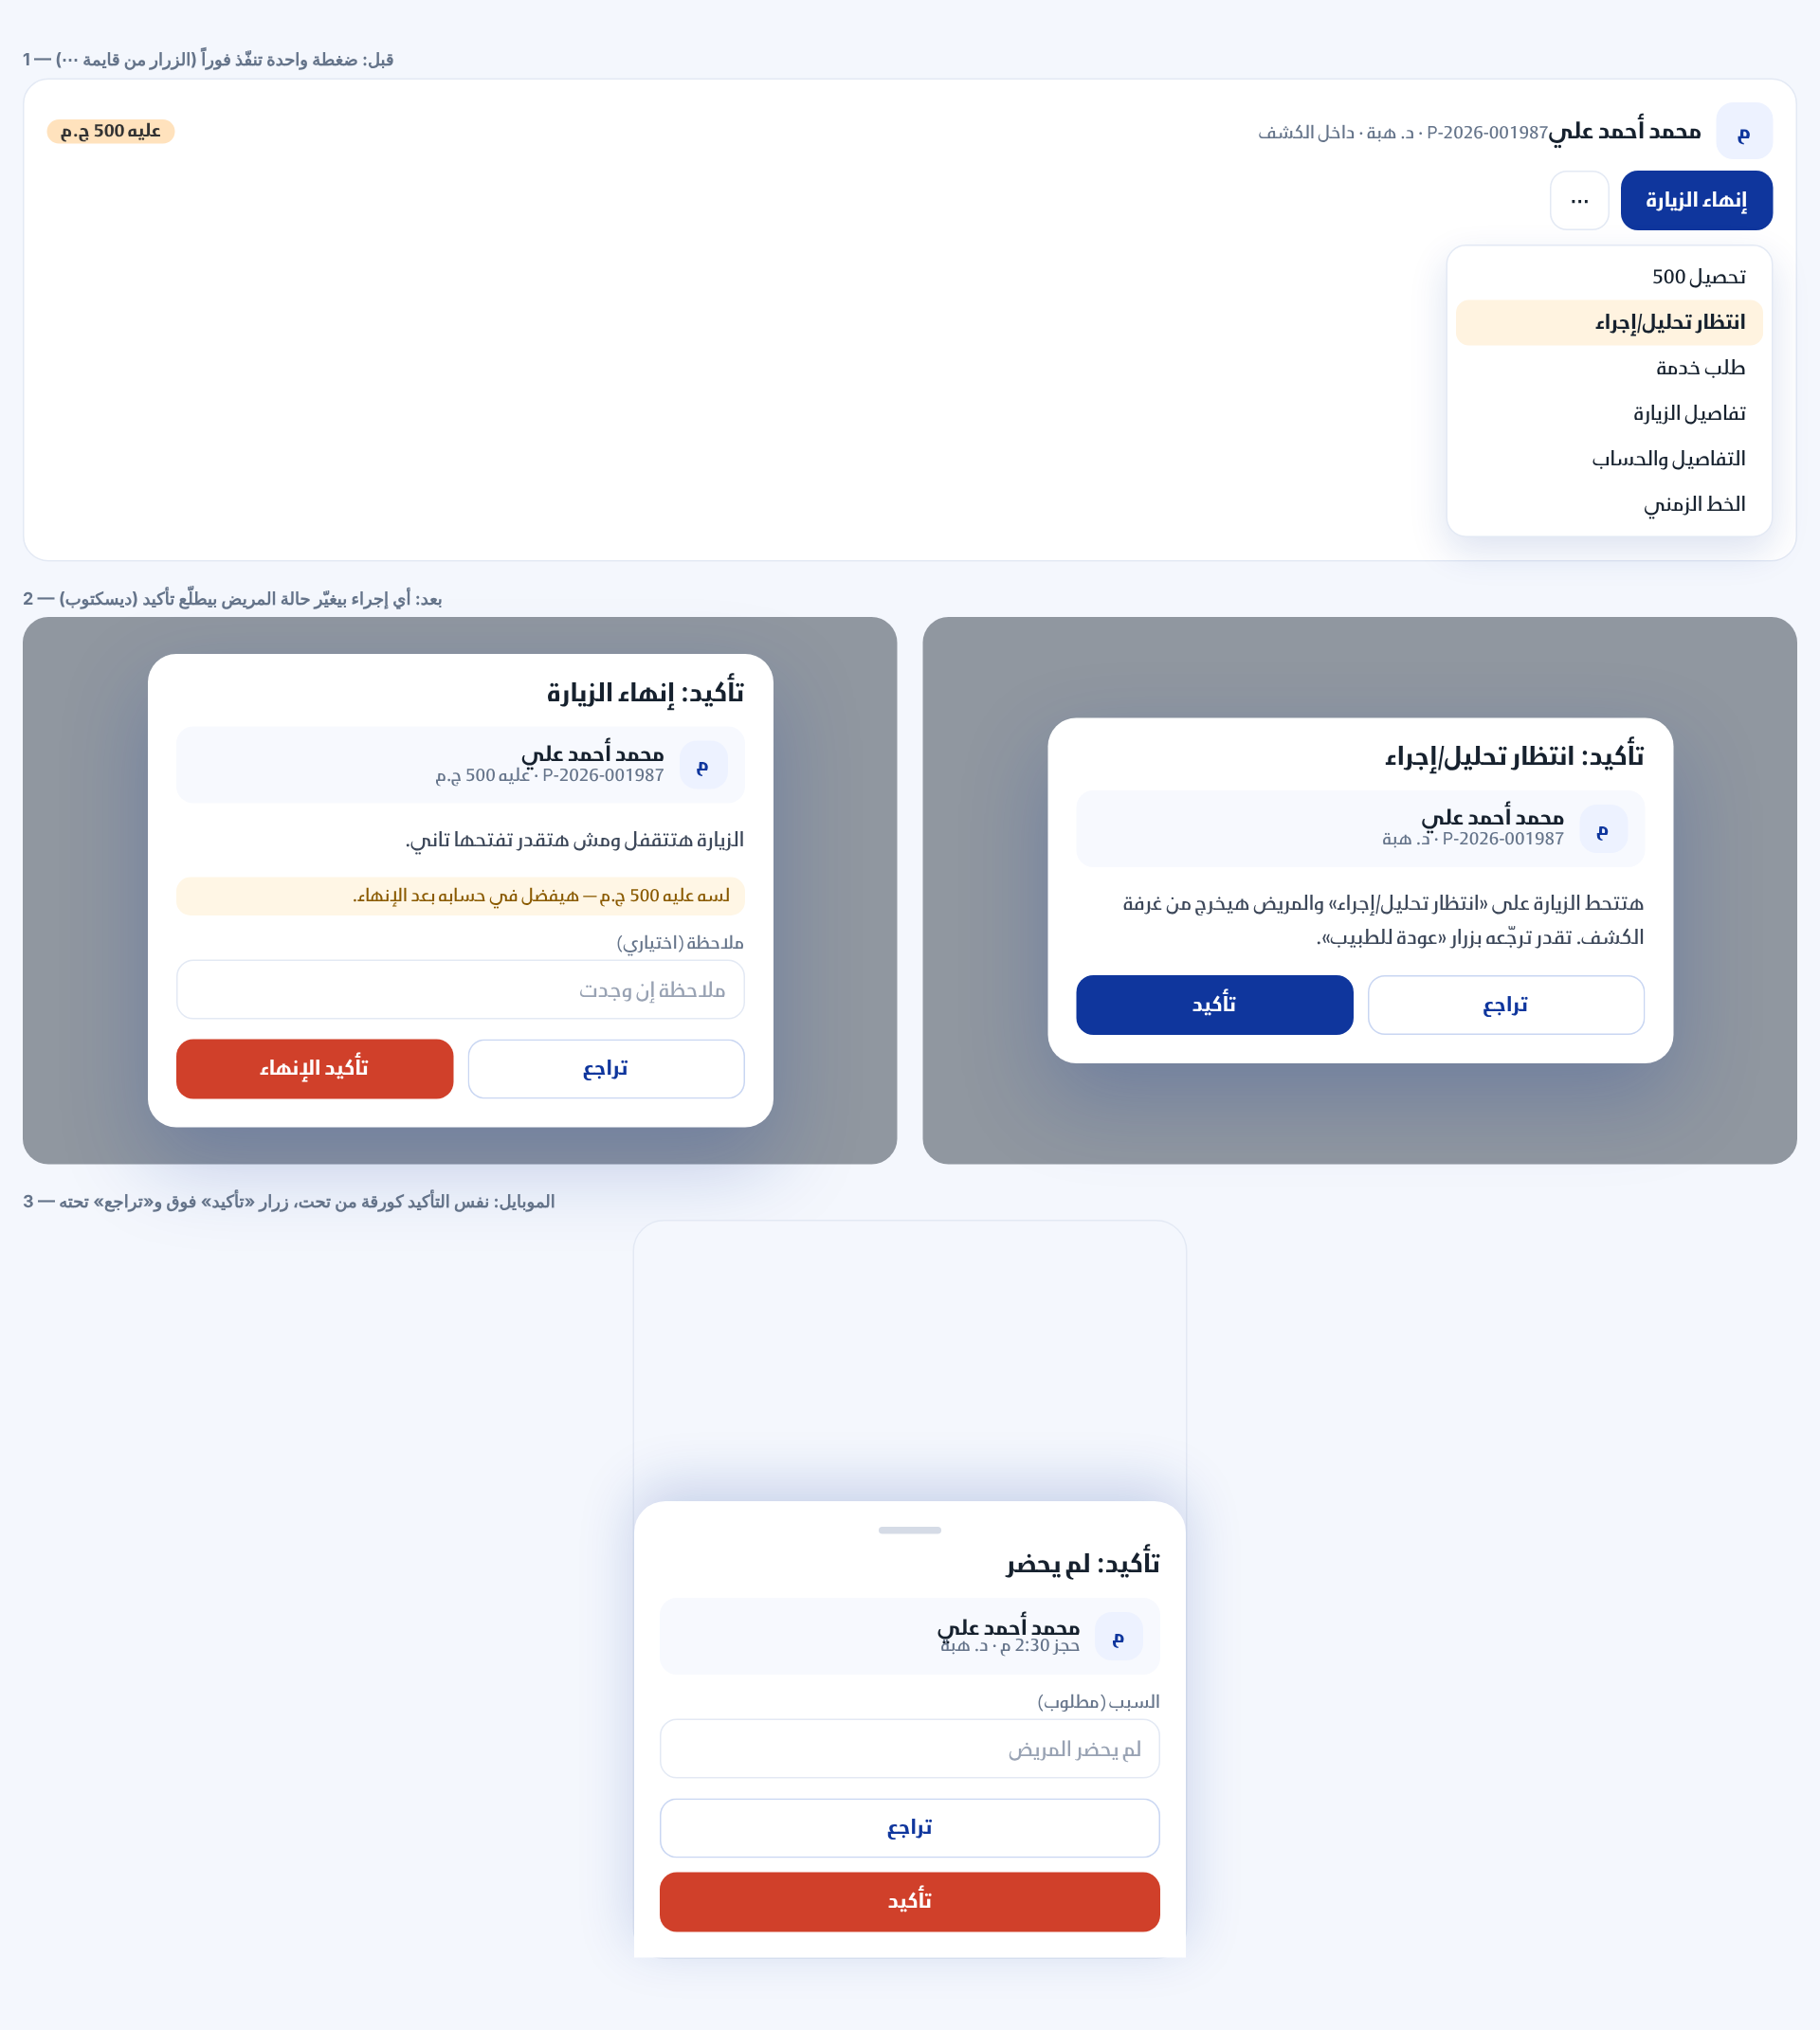 1 — قبل: ضغطة واحدة تنفّذ فوراً (الزرار من قايمة ⋯)
م
محمد أحمد علي P-2026-001987 · د. هبة · داخل الكشف
عليه 500 ج.م
إنهاء الزيارة
⋯
تحصيل 500
انتظار تحليل/إجراء
طلب خدمة
تفاصيل الزيارة
التفاصيل والحساب
الخط الزمني
2 — بعد: أي إجراء بيغيّر حالة المريض بيطلّع تأكيد (ديسكتوب)
تأكيد: انتظار تحليل/إجراء
م
محمد أحمد علي
P-2026-001987 · د. هبة
هتتحط الزيارة على «انتظار تحليل/إجراء» والمريض هيخرج من غرفة
الكشف. تقدر ترجّعه بزرار «عودة للطبيب».
تراجع
تأكيد
تأكيد: إنهاء الزيارة
م
محمد أحمد علي
P-2026-001987 · عليه 500 ج.م
الزيارة هتتقفل ومش هتقدر تفتحها تاني.
لسه عليه 500 ج.م — هيفضل في حسابه بعد الإنهاء.
ملاحظة (اختياري)
ملاحظة إن وجدت
تراجع
تأكيد الإنهاء
3 — الموبايل: نفس التأكيد كورقة من تحت، زرار «تأكيد» فوق و«تراجع» تحته
تأكيد: لم يحضر
م
محمد أحمد علي
حجز 2:30 م · د. هبة
السبب (مطلوب)
لم يحضر المريض
تراجع
تأكيد